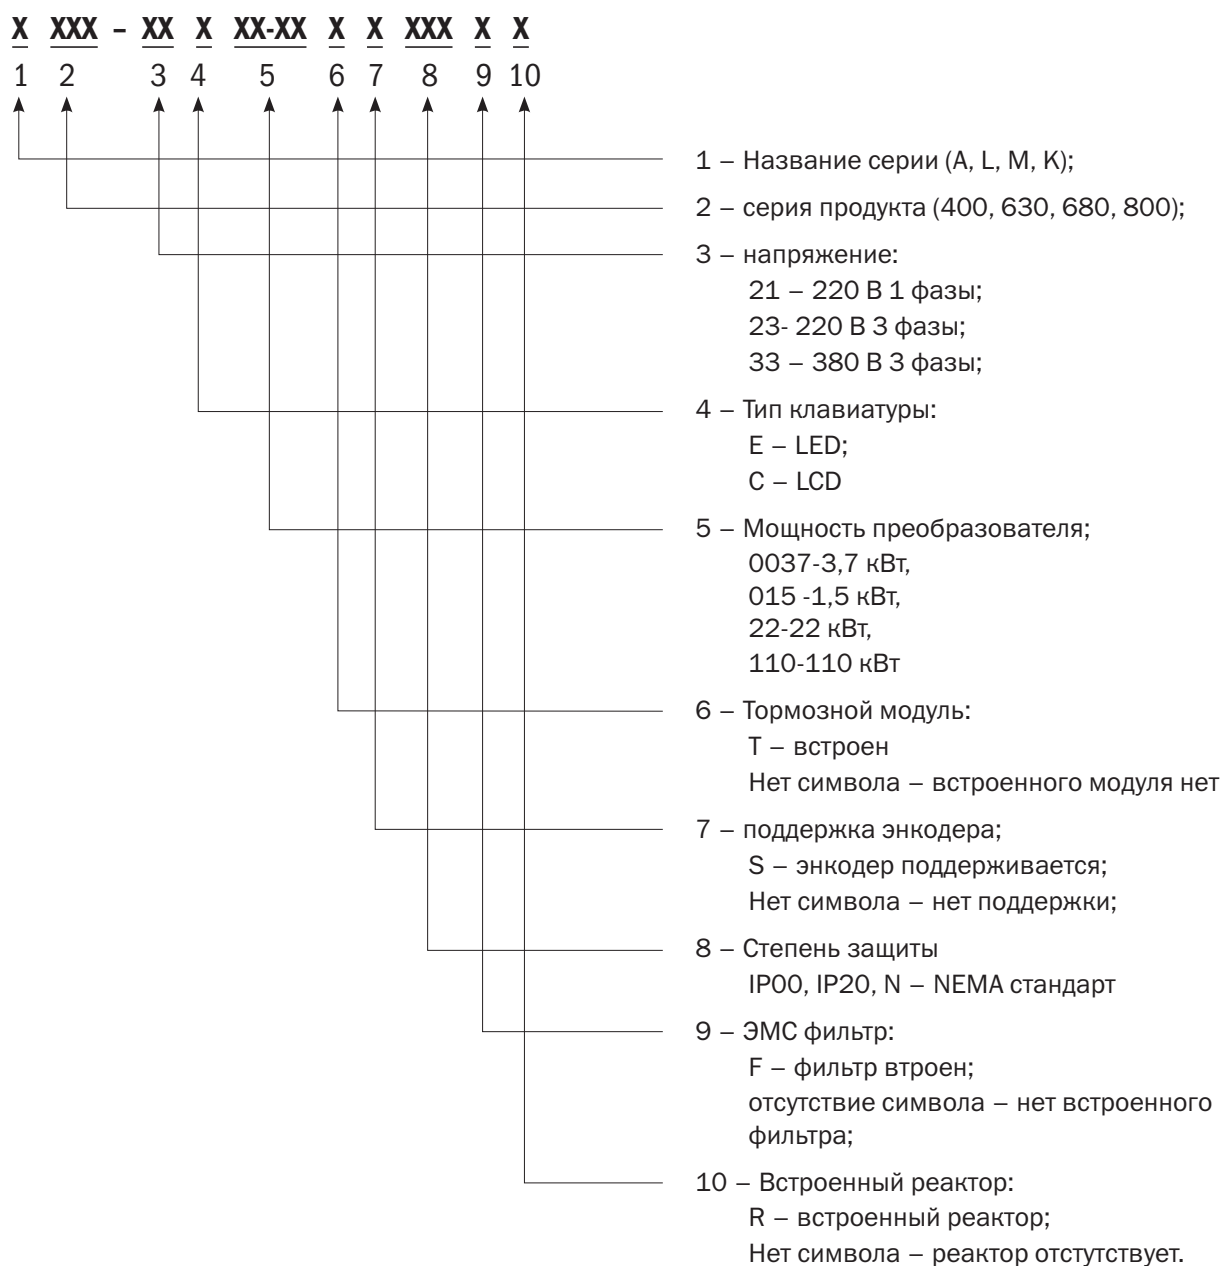 X XXX – XX X XX-XX X X XXX X X
1 2 3 4 5 6 7 8 9 10
1 – Название серии (A, L, M, K);
2 – серия продукта (400, 630, 680, 800);
3 – напряжение:
21 – 220 В 1 фазы;
23- 220 В 3 фазы;
33 – 380 В 3 фазы;
4 – Тип клавиатуры:
E – LED;
C – LCD
5 – Мощность преобразователя;
0037-3,7 кВт,
015 -1,5 кВт,
22-22 кВт,
110-110 кВт
6 – Тормозной модуль:
T – встроен
Нет символа – встроенного модуля нет
7 – поддержка энкодера;
S – энкодер поддерживается;
Нет символа – нет поддержки;
8 – Степень защиты
IP00, IP20, N – NEMA стандарт
9 – ЭМС фильтр:
F – фильтр втроен;
отсутствие символа – нет встроенного
фильтра;
10 – Встроенный реактор:
R – встроенный реактор;
Нет символа – реактор отстутствует.